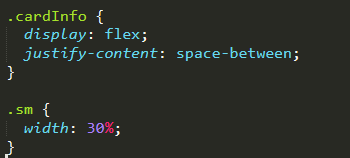 .cardInfo {
  display: flex;
  justify-content: space-between;
}

.sm {
  width: 30%;
}